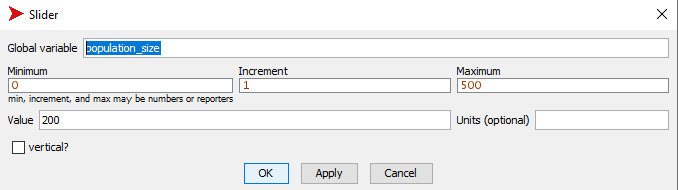 Slider
Global variable population_size
Minimum Increment Maximum
0 1 500
min, increment, and max may be numbers or reporters
Value 200 Units (optional)
vertical?
OK Apply Cancel